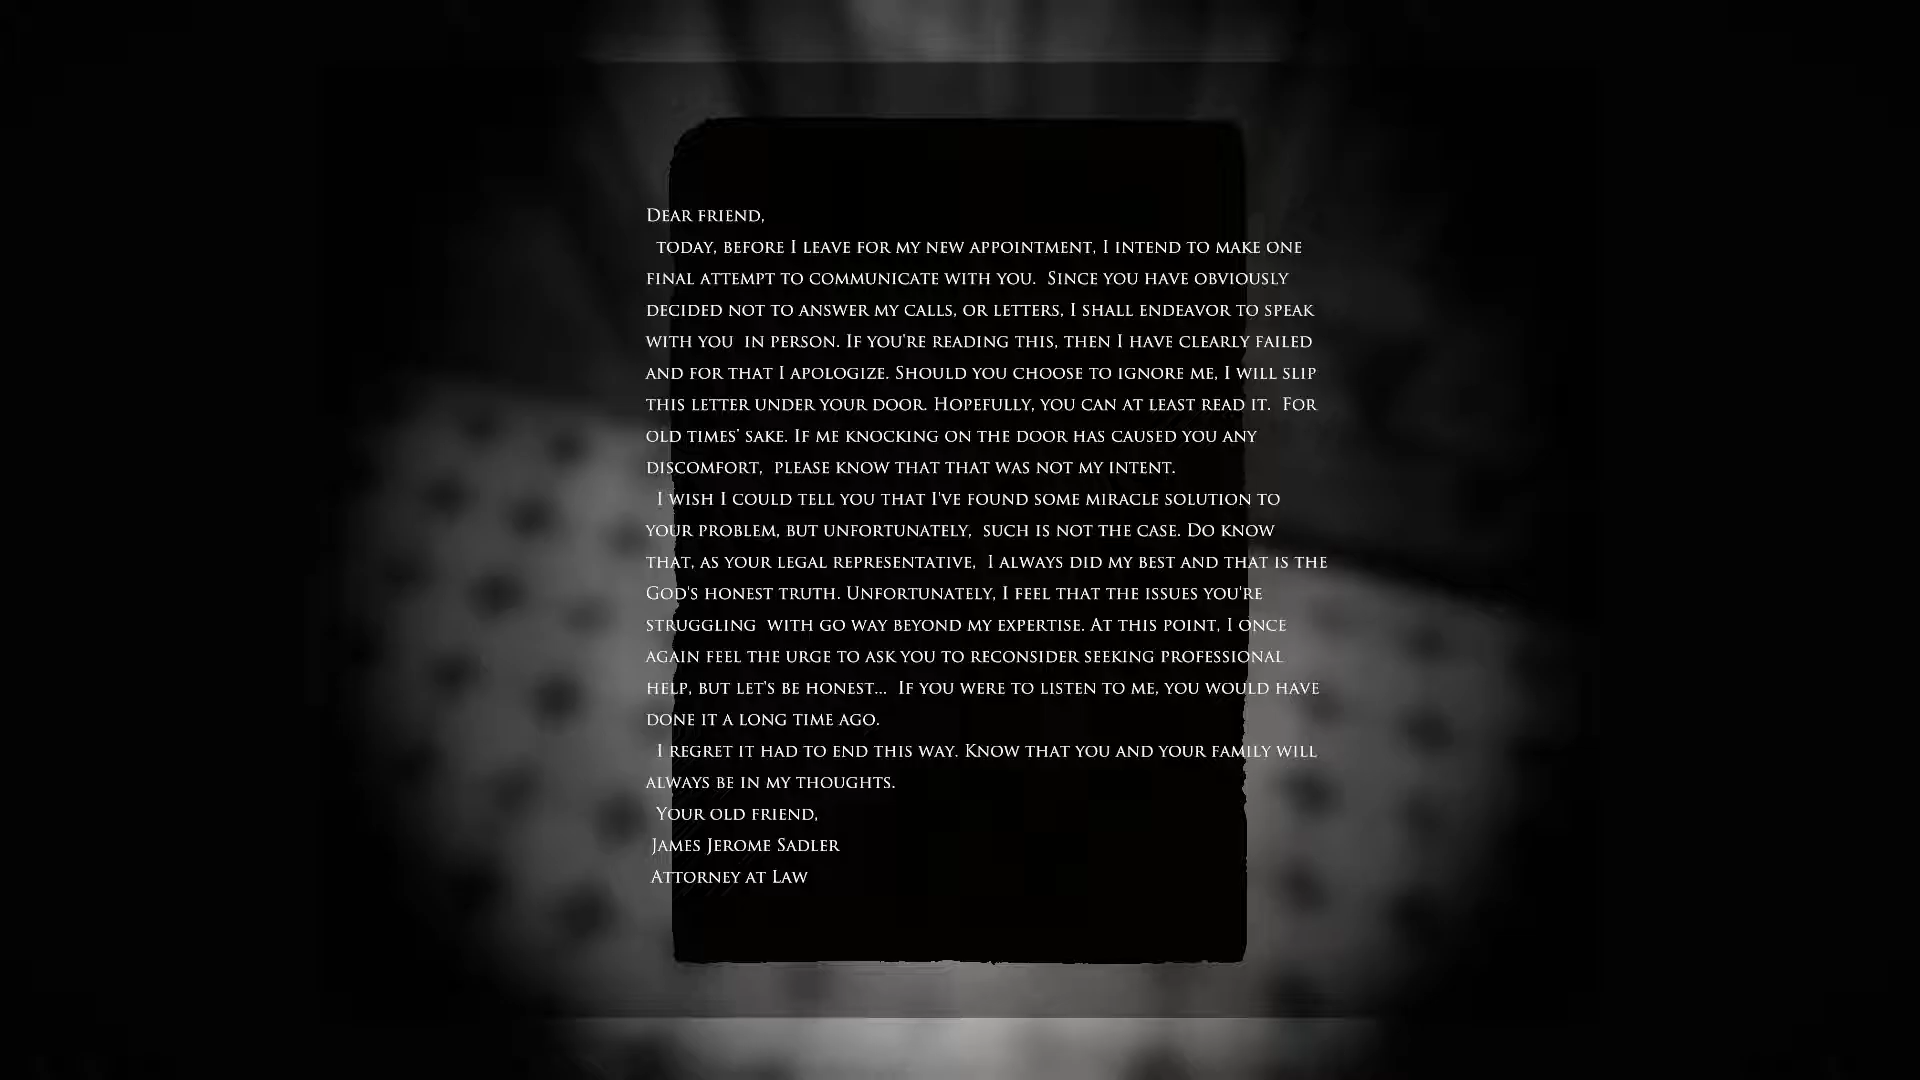 Dear friend,
today, before I leave for my new appointment, I intend to make one
final attempt to communicate with you. Since you have obviously
decided not to answer my calls, or letters, I shall endeavor to speak
with you in person. If you're reading this, then I have clearly failed
and for that I apologize. Should you choose to ignore me, I will slip
this letter under your door. Hopefully, you can at least read it. For
old times' sake. If me knocking on the door has caused you any
discomfort, please know that that was not my intent.
I wish I could tell you that I've found some miracle solution to
your problem, but unfortunately, such is not the case. Do know
that, as your legal representative, I always did my best and that is the
God's honest truth. Unfortunately, I feel that the issues you're
struggling with go way beyond my expertise. At this point, I once
again feel the urge to ask you to reconsider seeking professional
help, but let's be honest... If you were to listen to me, you would have
done it a long time ago.
I regret it had to end this way. Know that you and your family will
always be in my thoughts.
Your old friend,
James Jerome Sadler
Attorney at Law